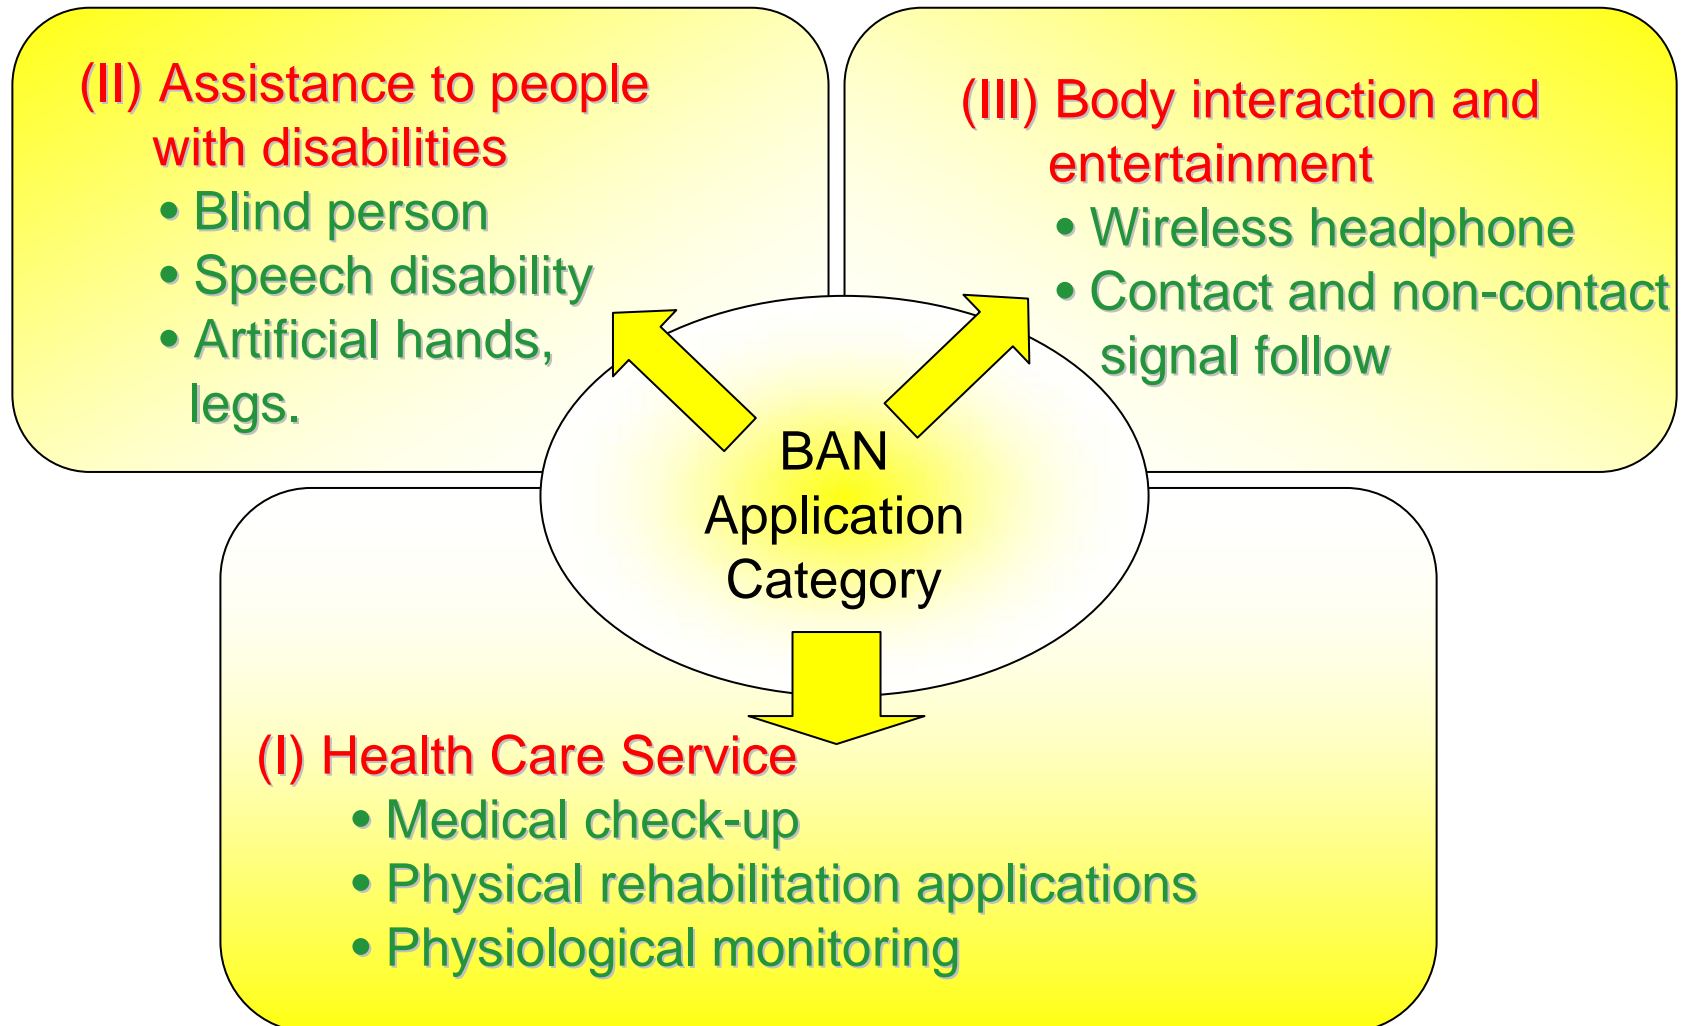 (II) Assistance to people
with disabilities
• Blind person
• Speech disability
• Artificial hands,
legs.
(III) Body interaction and
entertainment
• Wireless headphone
• Contact and non-contact
signal follow
BAN
Application
Category
(I) Health Care Service
• Medical check-up
• Physical rehabilitation applications
• Physiological monitoring